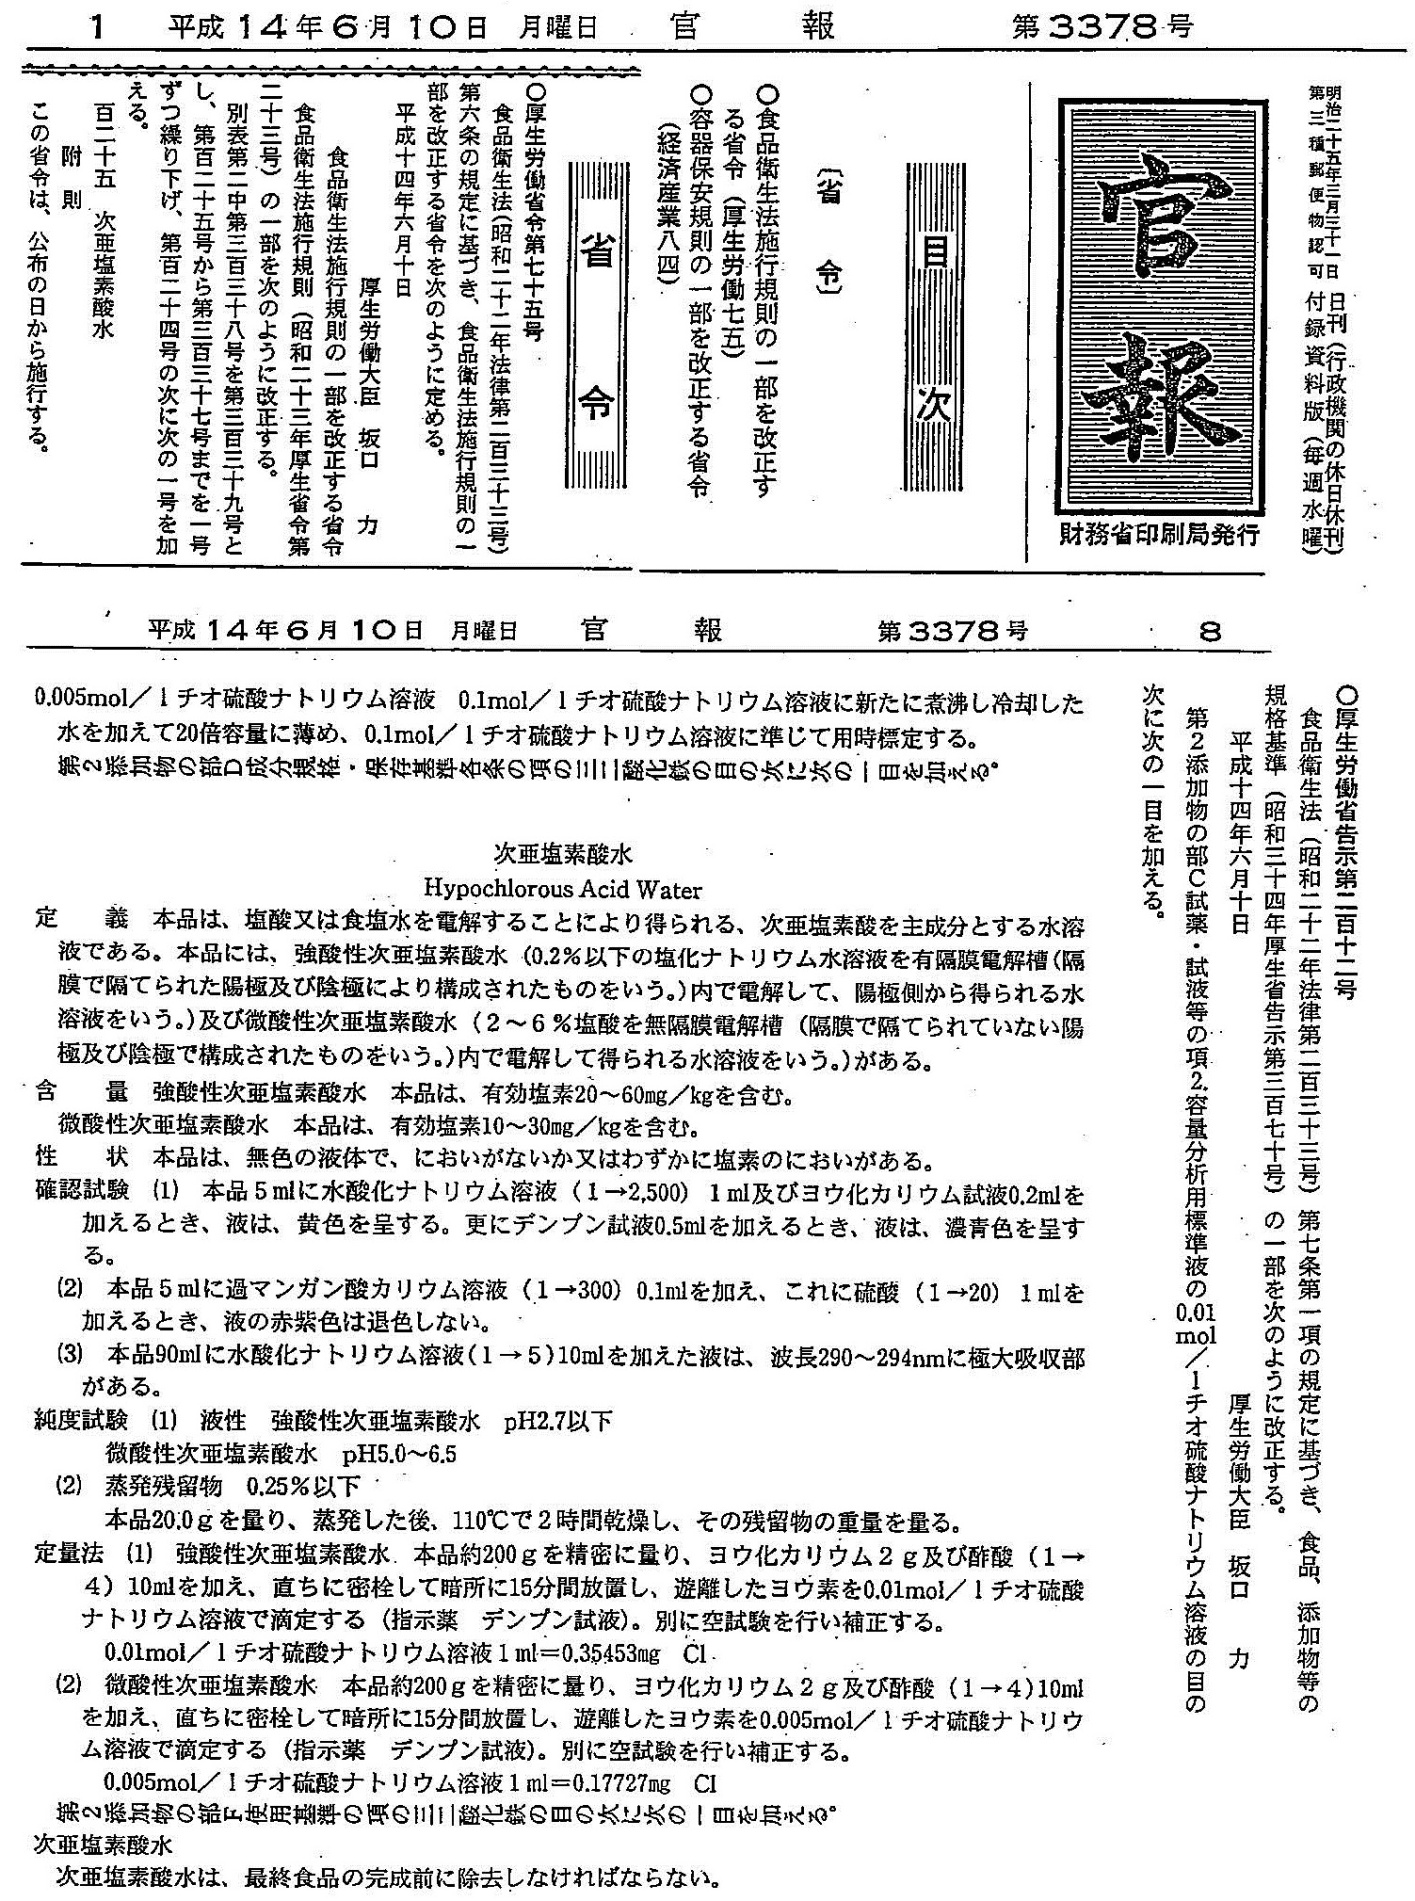 1 平成14年6月10日 月曜日 官 報 第3378号
明治二十五年三月三十一日
第三種郵便物認可
日刊(行政機関の休日休刊)
付録資料版(毎週水曜)
官報
財務省印刷局発行
目次
〔省 令〕
○食品衛生法施行規則の一部を改正す
る省令(厚生労働七五)
○容器保安規則の一部を改正する省令
(経済産業八四)
省令
○厚生労働省令第七十五号
食品衛生法(昭和二十二年法律第二百三十三号)
第六条の規定に基づき、食品衛生法施行規則の一
部を改正する省令を次のように定める。
平成十四年六月十日
厚生労働大臣 坂口 力
食品衛生法施行規則の一部を改正する省令
食品衛生法施行規則(昭和二十三年厚生省令第
二十三号)の一部を次のように改正する。
別表第二中第三百三十八号を第三百三十九号と
し、第百二十五号から第三百三十七号までを一号
ずつ繰り下げ、第百二十四号の次に次の一号を加
える。
百二十五 次亜塩素酸水
附 則
この省令は、公布の日から施行する。
平成14年6月10日 月曜日 官 報 第3378号 8
○厚生労働省告示第二百十二号
食品衛生法(昭和二十二年法律第二百三十三号)第七条第一項の規定に基づき、食品、添加物等の
規格基準(昭和三十四年厚生省告示第三百七十号)の一部を次のように改正する。
平成十四年六月十日 厚生労働大臣 坂口 力
第2添加物の部C試薬・試液等の項2.容量分析用標準液の0.01mol/lチオ硫酸ナトリウム溶液の目の
次に次の一目を加える。
0.005mol/lチオ硫酸ナトリウム溶液 0.1mol/lチオ硫酸ナトリウム溶液に新たに煮沸し冷却した
水を加えて20倍容量に薄め、0.1mol/lチオ硫酸ナトリウム溶液に準じて用時標定する。
第2添加物の部D成分規格・保存基準各条の項の三二酸化鉄の目の次に次の一目を加える。
次亜塩素酸水
Hypochlorous Acid Water
定 義 本品は、塩酸又は食塩水を電解することにより得られる、次亜塩素酸を主成分とする水溶
液である。本品には、強酸性次亜塩素酸水(0.2%以下の塩化ナトリウム水溶液を有隔膜電解槽(隔
膜で隔てられた陽極及び陰極により構成されたものをいう。)内で電解して、陽極側から得られる水
溶液をいう。)及び微酸性次亜塩素酸水(2~6%塩酸を無隔膜電解槽(隔膜で隔てられていない陽
極及び陰極で構成されたものをいう。)内で電解して得られる水溶液をいう。)がある。
含 量 強酸性次亜塩素酸水 本品は、有効塩素20~60mg/kgを含む。
微酸性次亜塩素酸水 本品は、有効塩素10~30mg/kgを含む。
性 状 本品は、無色の液体で、においがないか又はわずかに塩素のにおいがある。
確認試験 (1) 本品5mlに水酸化ナトリウム溶液(1→2,500)1ml及びヨウ化カリウム試液0.2mlを
加えるとき、液は、黄色を呈する。更にデンプン試液0.5mlを加えるとき、液は、濃青色を呈す
る。
(2) 本品5mlに過マンガン酸カリウム溶液(1→300)0.1mlを加え、これに硫酸(1→20)1mlを
加えるとき、液の赤紫色は退色しない。
(3) 本品90mlに水酸化ナトリウム溶液(1→5)10mlを加えた液は、波長290~294nmに極大吸収部
がある。
純度試験 (1) 液性 強酸性次亜塩素酸水 pH2.7以下
微酸性次亜塩素酸水 pH5.0~6.5
(2) 蒸発残留物 0.25%以下
本品20.0gを量り、蒸発した後、110℃で2時間乾燥し、その残留物の重量を量る。
定量法 (1) 強酸性次亜塩素酸水 本品約200gを精密に量り、ヨウ化カリウム2g及び酢酸(1→
4)10mlを加え、直ちに密栓して暗所に15分間放置し、遊離したヨウ素を0.01mol/lチオ硫酸
ナトリウム溶液で滴定する(指示薬 デンプン試液)。別に空試験を行い補正する。
0.01mol/lチオ硫酸ナトリウム溶液1ml=0.35453mg Cl
(2) 微酸性次亜塩素酸水 本品約200gを精密に量り、ヨウ化カリウム2g及び酢酸(1→4)10ml
を加え、直ちに密栓して暗所に15分間放置し、遊離したヨウ素を0.005mol/lチオ硫酸ナトリウ
ム溶液で滴定する(指示薬 デンプン試液)。別に空試験を行い補正する。
0.005mol/lチオ硫酸ナトリウム溶液1ml=0.17727mg Cl
第2添加物の部F使用基準の項の三二酸化鉄の目の次に次の一目を加える。
次亜塩素酸水
次亜塩素酸水は、最終食品の完成前に除去しなければならない。